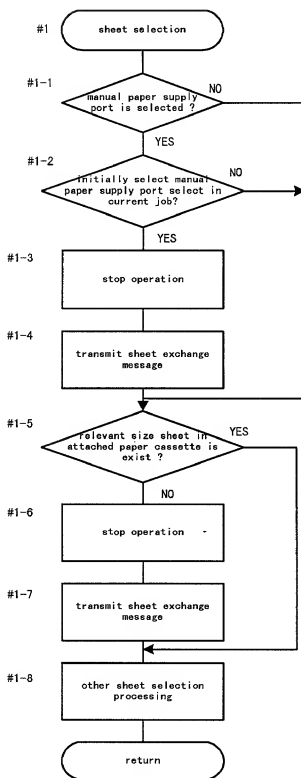 #1
sheet selection
#1-1
manual paper supply
port is selected ?
NO
YES
#1-2
initially select manual
paper supply port select in
current job?
NO
YES
#1-3
stop operation
#1-4
transmit sheet exchange
message
#1-5
relevant size sheet in
attached paper cassette is
exist ?
YES
NO
#1-6
stop operation
#1-7
transmit sheet exchange
message
#1-8
other sheet selection
processing
return